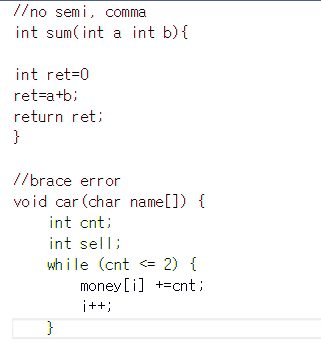 //no semi, comma
int sum(int a int b){

int ret=0
ret=a+b;
return ret;
}

//brace error
void car(char name[]) {
    int cnt;
    int sell;
    while (cnt <= 2) {
        money[i] +=cnt;
        i++;
    }